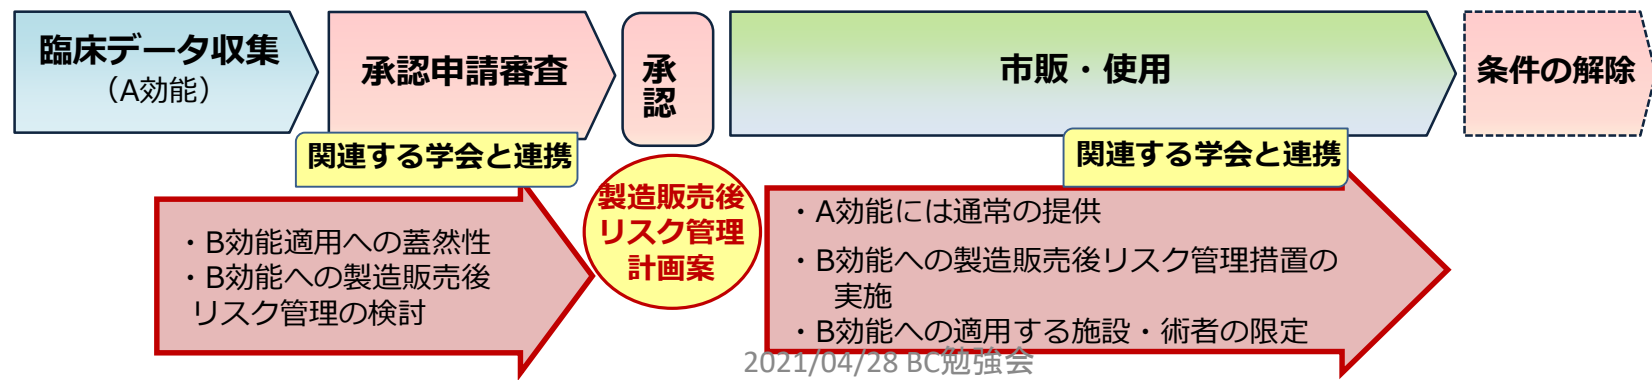 臨床データ収集
（A効能）
承認申請審査
承
認
市販・使用
条件の解除
関連する学会と連携
関連する学会と連携
・B効能適用への蓋然性
・B効能への製造販売後
リスク管理の検討
製造販売後
リスク管理
計画案
・A効能には通常の提供
・B効能への製造販売後リスク管理措置の
実施
・B効能への適用する施設・術者の限定
2021/04/28 BC勉強会